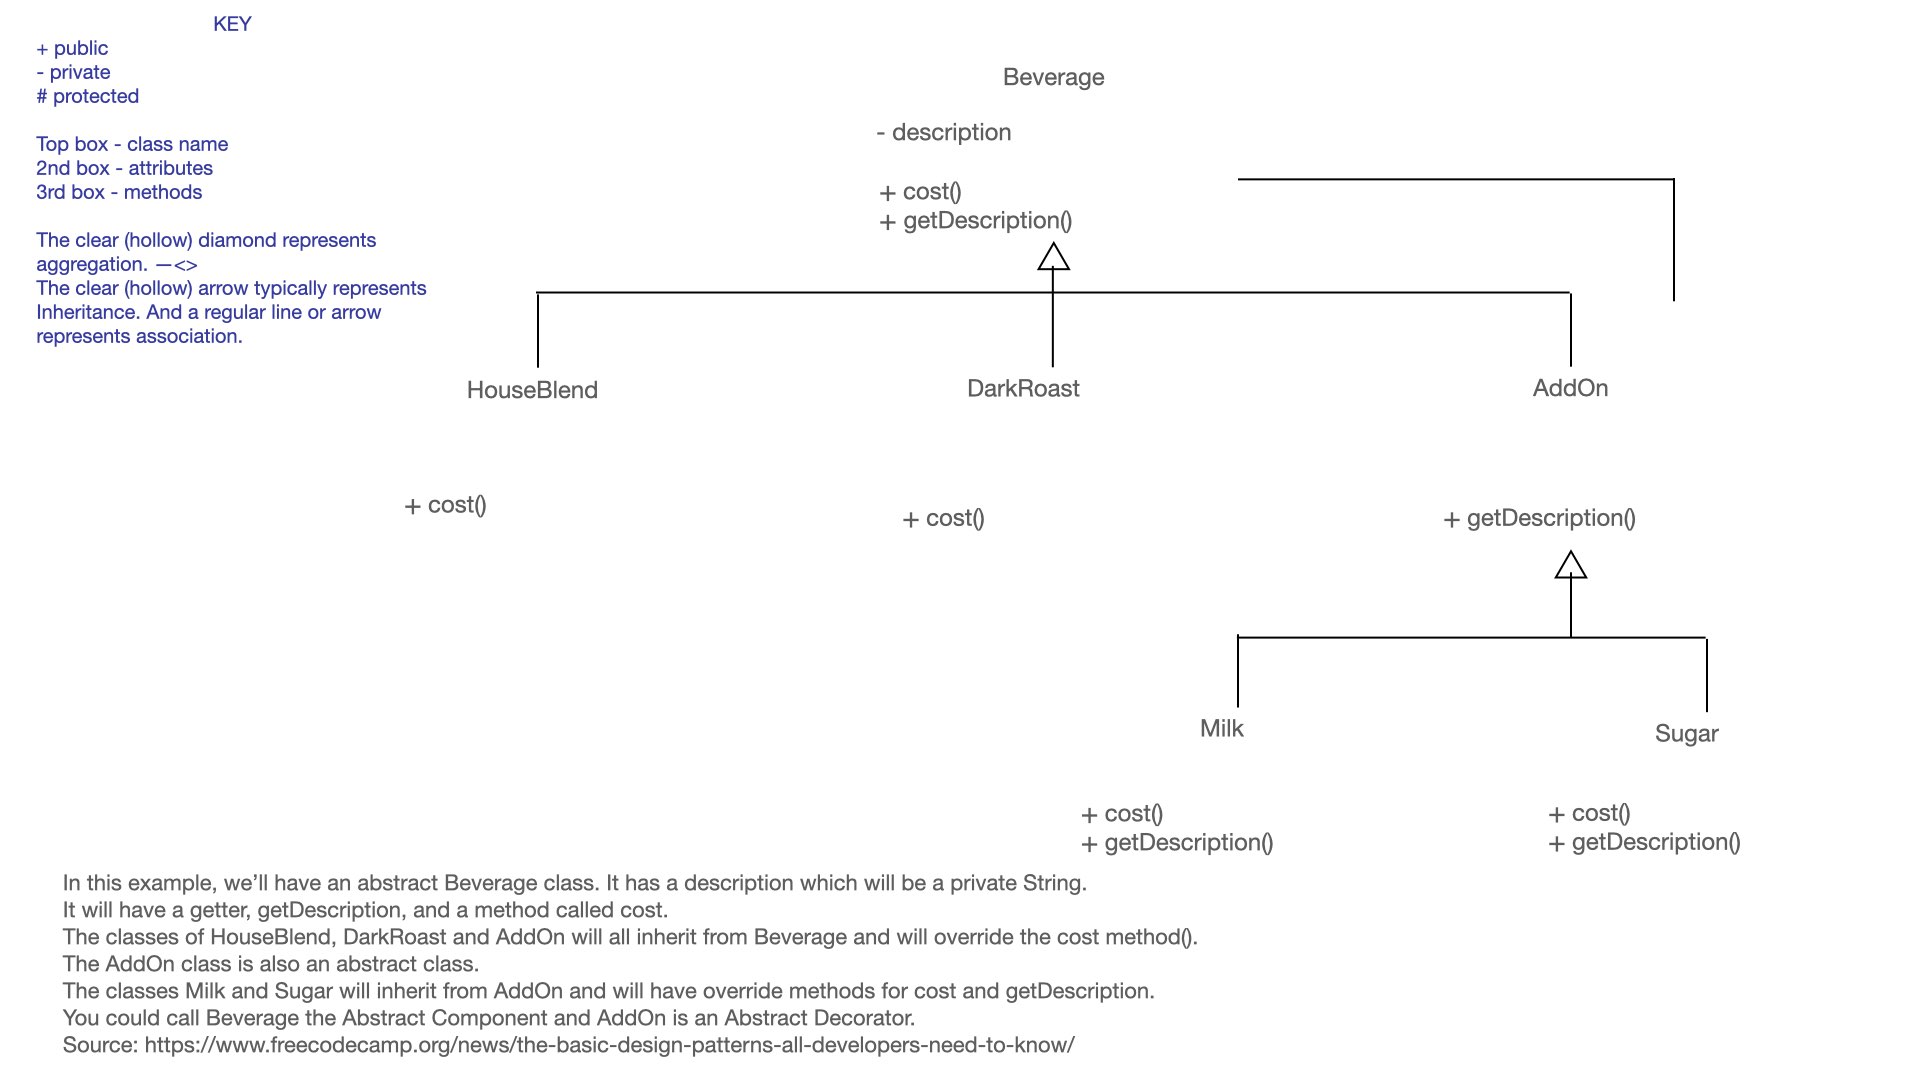 KEY
+ public
- private
# protected
Top box - class name
2nd box - attributes
3rd box - methods
The clear (hollow) diamond represents
aggregation. —<>
The clear (hollow) arrow typically represents
Inheritance. And a regular line or arrow
represents association.
Beverage
- description
+ cost()
+ getDescription()
HouseBlend
DarkRoast
AddOn
+ cost()
+ cost()
+ getDescription()
Milk
Sugar
+ cost()
+ getDescription()
+ cost()
+ getDescription()
In this example, we’ll have an abstract Beverage class. It has a description which will be a private String.
It will have a getter, getDescription, and a method called cost.
The classes of HouseBlend, DarkRoast and AddOn will all inherit from Beverage and will override the cost method().
The AddOn class is also an abstract class.
The classes Milk and Sugar will inherit from AddOn and will have override methods for cost and getDescription.
You could call Beverage the Abstract Component and AddOn is an Abstract Decorator.
Source: https://www.freecodecamp.org/news/the-basic-design-patterns-all-developers-need-to-know/